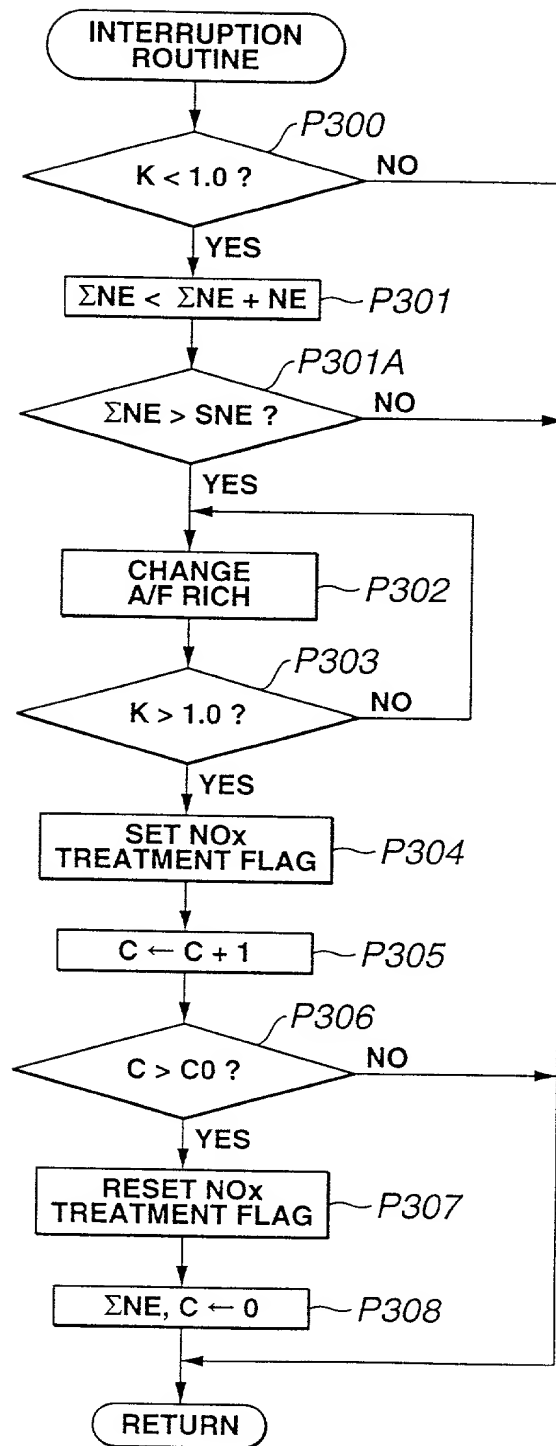 INTERRUPTION
ROUTINE
P300
K < 1.0 ?
NO
YES
ΣNE < ΣNE + NE
P301
P301A
ΣNE > SNE ?
NO
YES
CHANGE
A/F RICH
P302
P303
K > 1.0 ?
NO
YES
SET NOx
TREATMENT FLAG
P304
C ← C + 1
P305
P306
C > C0 ?
NO
YES
RESET NOx
TREATMENT FLAG
P307
ΣNE, C ← 0
P308
RETURN